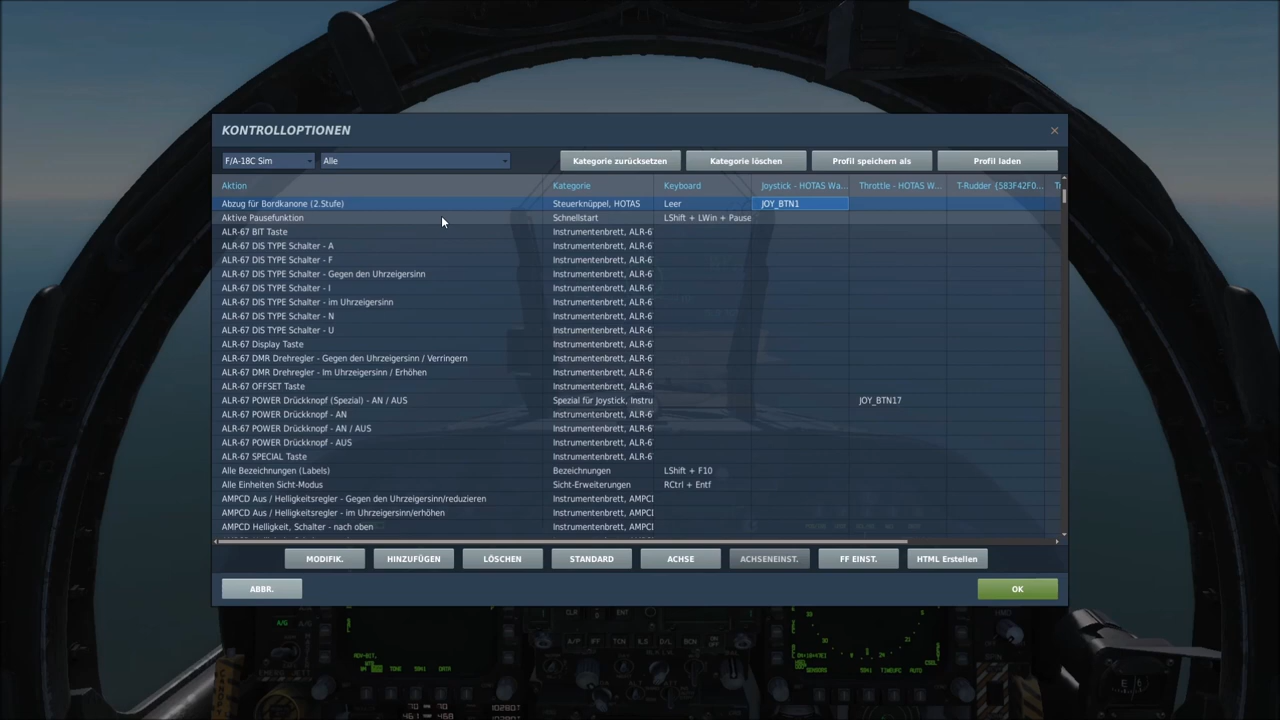 KONTROLLOPTIONEN
F/A-18C Sim Alle Kategorie zurücksetzen Kategorie löschen Profil speichern als Profil laden
Aktion Kategorie Keyboard Joystick - HOTAS Wa... Throttle - HOTAS W... T-Rudder {583F42F0...
Abzug für Bordkanone (2.Stufe) Steuerknüppel, HOTAS Leer JOY_BTN1
Aktive Pausefunktion Schnellstart LShift + LWin + Pause
ALR-67 BIT Taste Instrumentenbrett, ALR-6
ALR-67 DIS TYPE Schalter - A Instrumentenbrett, ALR-6
ALR-67 DIS TYPE Schalter - F Instrumentenbrett, ALR-6
ALR-67 DIS TYPE Schalter - Gegen den Uhrzeigersinn Instrumentenbrett, ALR-6
ALR-67 DIS TYPE Schalter - I Instrumentenbrett, ALR-6
ALR-67 DIS TYPE Schalter - im Uhrzeigersinn Instrumentenbrett, ALR-6
ALR-67 DIS TYPE Schalter - N Instrumentenbrett, ALR-6
ALR-67 DIS TYPE Schalter - U Instrumentenbrett, ALR-6
ALR-67 Display Taste Instrumentenbrett, ALR-6
ALR-67 DMR Drehregler - Gegen den Uhrzeigersinn / Verringern Instrumentenbrett, ALR-6
ALR-67 DMR Drehregler - Im Uhrzeigersinn / Erhöhen Instrumentenbrett, ALR-6
ALR-67 OFFSET Taste Instrumentenbrett, ALR-6
ALR-67 POWER Drückknopf (Spezial) - AN / AUS Spezial für Joystick, Instru JOY_BTN17
ALR-67 POWER Drückknopf - AN Instrumentenbrett, ALR-6
ALR-67 POWER Drückknopf - AN / AUS Instrumentenbrett, ALR-6
ALR-67 POWER Drückknopf - AUS Instrumentenbrett, ALR-6
ALR-67 SPECIAL Taste Instrumentenbrett, ALR-6
Alle Bezeichnungen (Labels) Bezeichnungen LShift + F10
Alle Einheiten Sicht-Modus Sicht-Erweiterungen RCtrl + Entf
AMPCD Aus / Helligkeitsregler - Gegen den Uhrzeigersinn/reduzieren Instrumentenbrett, AMPCI
AMPCD Aus / Helligkeitsregler - im Uhrzeigersinn/erhöhen Instrumentenbrett, AMPCI
AMPCD Helligkeit, Schalter - nach oben Instrumentenbrett, AMPCI
MODIFIK. HINZUFÜGEN LÖSCHEN STANDARD ACHSE ACHSENEINST. FF EINST. HTML Erstellen
ABBR. OK
CLR ENT
A/G
A/P IFF TCN ILS D/L BCN ON OFF